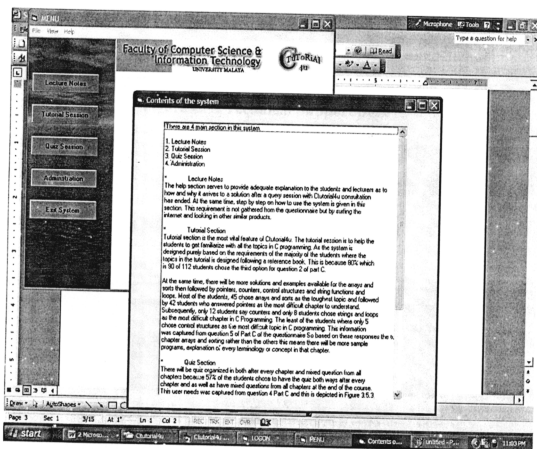 MENU
File View Help
Microphone Tools
Type a question for help
Faculty of Computer Science &
Information Technology
UNIVERSITY MALAYA
CTUTORIAL
4U
Read
Lecture Notes
Tutorial Session
Quiz Session
Administration
Exit System
Contents of the system
There are 4 main section in this system.
1. Lecture Notes
2. Tutorial Session
3. Quiz Session
4. Administration
* Lecture Notes
The help section serves to provide adequate explanation to the students and lecturers as to
how and why it arrives to a solution after a query session with Ctutorial4u consultation
has ended. At the same time, step by step on how to use the system is given in this
section. This requirement is not gathered from the questionnaire but by surfing the
internet and looking in other similar products.
* Tutorial Section
Tutorial section is the most vital feature of Ctutorial4u. The tutorial session is to help the
students to get familiarize with all the topics in C programming. As the system is
designed purely based on the requirements of the majority of the students where the
topics in the tutorial is designed following a reference book. This is because 80% which
is 90 of 112 students chose the third option for question 2 of part C.
At the same time, there will be more solutions and examples available for the arrays and
sorts then followed by pointers, counters, control structures and string functions and
loops. Most of the students, 45 chose arrays and sorts as the toughest topic and followed
by 42 students who answered pointers as the most difficult chapter to understand.
Subsequently, only 12 students say counters and only 8 students chose strings and loops
as the most difficult chapter in C Programming. The least of the students where only 5
chose control structures as the most difficult topic in C programming. This information
was captured from question 5 of Part C of the questionnaire So based on these responses the
chapter arrays and sorting rather than the others this means there will be more sample
programs, explanation of every terminology or concept in that chapter.
* Quiz Section
There will be quiz organized in both after every chapter and mixed question from all
chapters because 57% of the students chose to have the quiz both ways after every
chapter and as well as have mixed questions from all chapters at the end of the course.
This user needs was captured from question 4 Part C and this is depicted in Figure 3.5.3
Draw AutoShapes
Page 3 Sec 1 3/15 At 1" Ln 1 Col 2 REC TRK EXT OVR
start 2 Microso... Ctutorial4u Ctutorial4u ... LOGON MENU Contents o... untitled - P... 11:03 PM